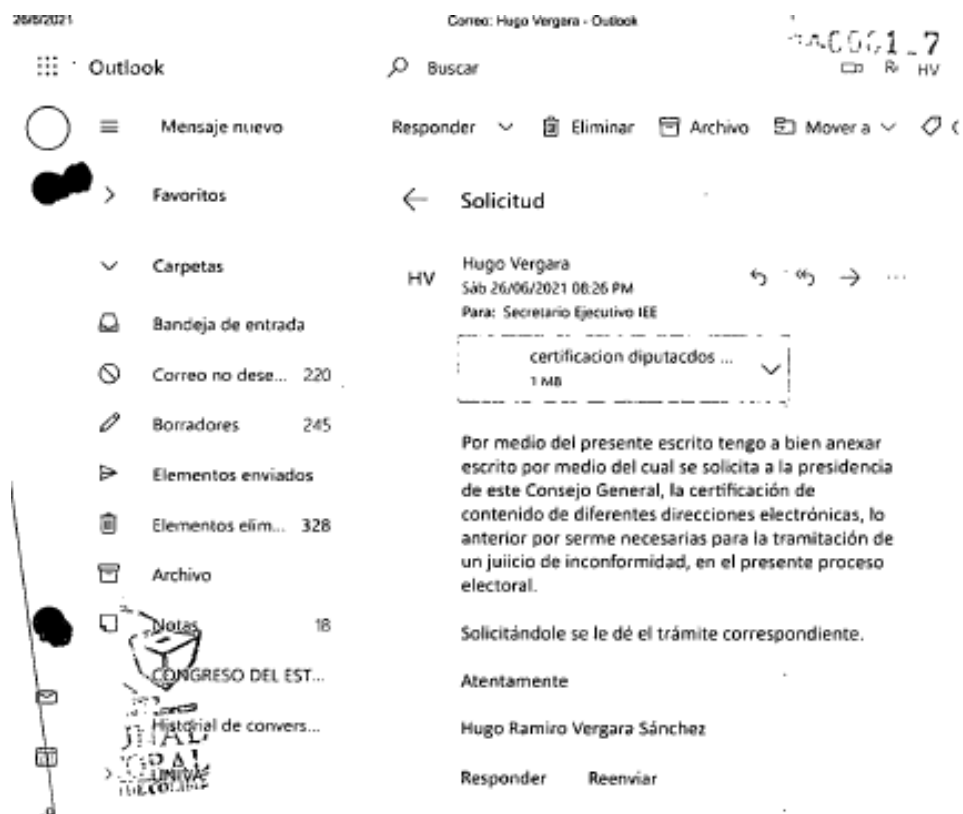 26/6/2021
Correo: Hugo Vergara - Outlook
Outlook
Buscar
HV
Mensaje nuevo
Responder
Eliminar
Archivo
Mover a
Favoritos
Carpetas
Bandeja de entrada
Correo no dese... 220
Borradores 245
Elementos enviados
Elementos elim... 328
Archivo
Notas 18
CONGRESO DEL EST...
Historial de convers...
Solicitud
HV
Hugo Vergara
Sáb 26/06/2021 08:26 PM
Para: Secretario Ejecutivo IEE
certificacion diputacdos ...
1 MB
Por medio del presente escrito tengo a bien anexar
escrito por medio del cual se solicita a la presidencia
de este Consejo General, la certificación de
contenido de diferentes direcciones electrónicas, lo
anterior por serme necesarias para la tramitación de
un juiicio de inconformidad, en el presente proceso
electoral.
Solicitándole se le dé el trámite correspondiente.
Atentamente
Hugo Ramiro Vergara Sánchez
Responder
Reenviar